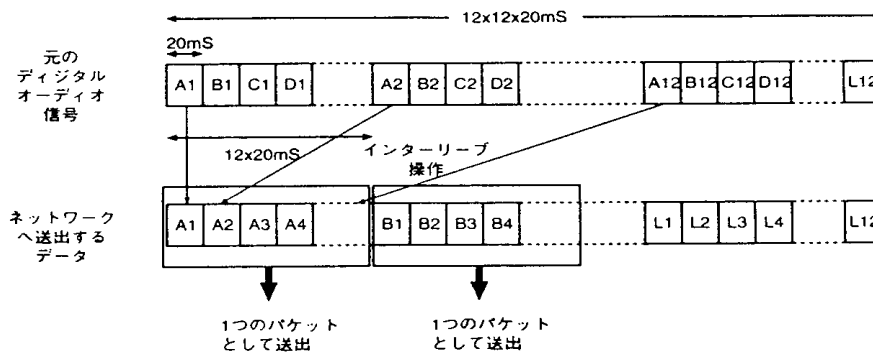 12x12x20mS
20mS
元の
ディジタル
オーディオ
信号
A1 B1 C1 D1 A2 B2 C2 D2 A12 B12 C12 D12 L12
12x20mS
インターリーブ
操作
ネットワーク
へ送出する
データ
A1 A2 A3 A4 B1 B2 B3 B4 L1 L2 L3 L4 L12
1つのパケット
として送出
1つのパケット
として送出